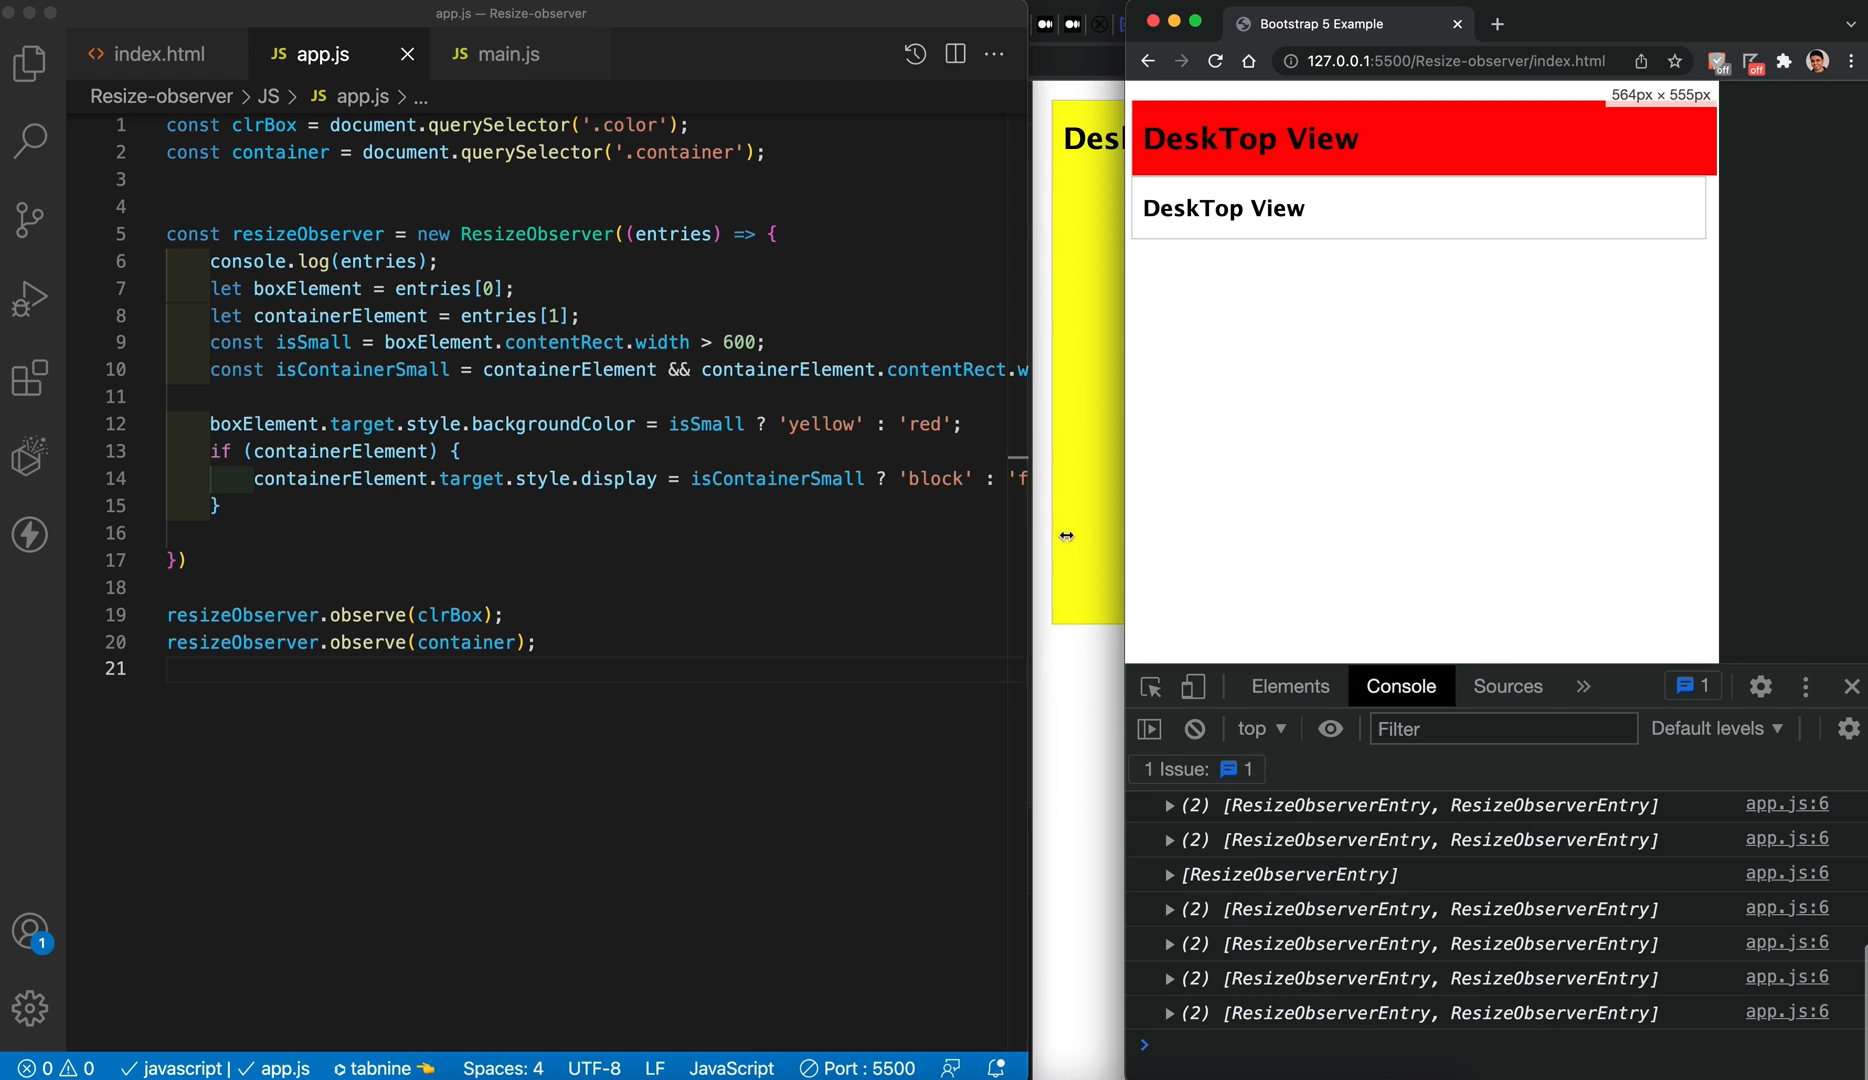 app.js — Resize-observer
<> index.html
JS app.js
JS main.js
Resize-observer > JS > JS app.js > ...
1 const clrBox = document.querySelector('.color');
2 const container = document.querySelector('.container');
3
4
5 const resizeObserver = new ResizeObserver((entries) => {
6 console.log(entries);
7 let boxElement = entries[0];
8 let containerElement = entries[1];
9 const isSmall = boxElement.contentRect.width > 600;
10 const isContainerSmall = containerElement && containerElement.contentRect.w
11
12 boxElement.target.style.backgroundColor = isSmall ? 'yellow' : 'red';
13 if (containerElement) {
14 containerElement.target.style.display = isContainerSmall ? 'block' : 'f
15 }
16
17 })
18
19 resizeObserver.observe(clrBox);
20 resizeObserver.observe(container);
21
1
0 0 javascript | app.js tabnine Spaces: 4 UTF-8 LF JavaScript Port : 5500
Desk
Bootstrap 5 Example
127.0.0.1:5500/Resize-observer/index.html
off off
564px × 555px
DeskTop View
DeskTop View
Elements Console Sources » 1
top Filter Default levels
1 Issue: 1
(2) [ResizeObserverEntry, ResizeObserverEntry] app.js:6
(2) [ResizeObserverEntry, ResizeObserverEntry] app.js:6
[ResizeObserverEntry] app.js:6
(2) [ResizeObserverEntry, ResizeObserverEntry] app.js:6
(2) [ResizeObserverEntry, ResizeObserverEntry] app.js:6
(2) [ResizeObserverEntry, ResizeObserverEntry] app.js:6
(2) [ResizeObserverEntry, ResizeObserverEntry] app.js:6